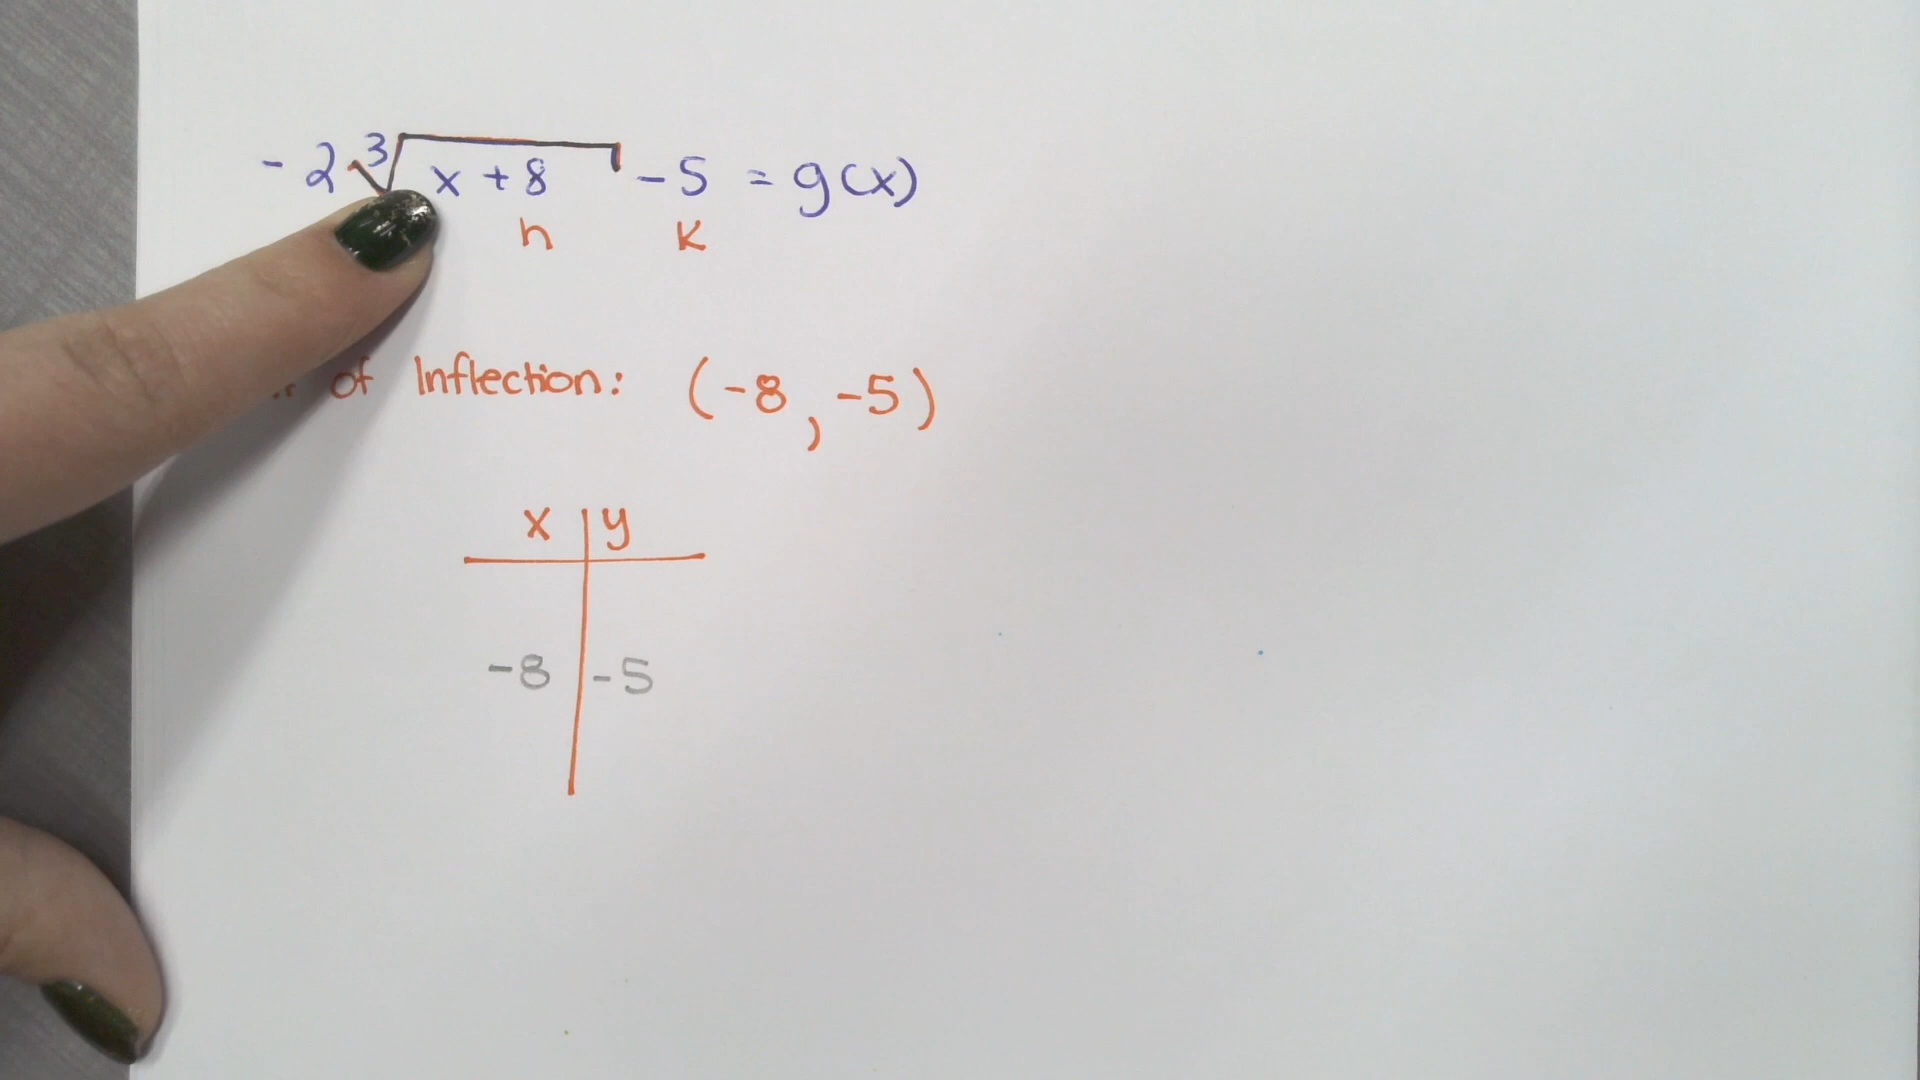 -2∛(x+8) -5 = g(x)
h K
of Inflection: (-8, -5)
x y
-8 -5